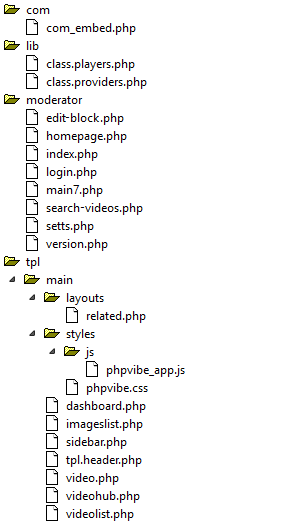 com
com_embed.php
lib
class.players.php
class.providers.php
moderator
edit-block.php
homepage.php
index.php
login.php
main7.php
search-videos.php
setts.php
version.php
tpl
main
layouts
related.php
styles
js
phpvibe_app.js
phpvibe.css
dashboard.php
imageslist.php
sidebar.php
tpl.header.php
video.php
videohub.php
videolist.php